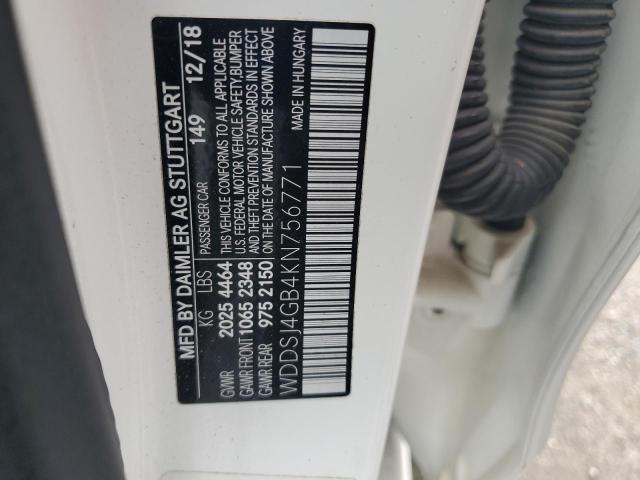 MFD BY DAIMLER AG STUTTGART
PASSENGER CAR 149 12/18
KG LBS
GVWR 2025 4464
GAWR FRONT 1065 2348
GAWR REAR 975 2150
THIS VEHICLE CONFORMS TO ALL APPLICABLE
U.S. FEDERAL MOTOR VEHICLE SAFETY, BUMPER
AND THEFT PREVENTION STANDARDS IN EFFECT
ON THE DATE OF MANUFACTURE SHOWN ABOVE
WDDSJ4GB4KN756771
MADE IN HUNGARY